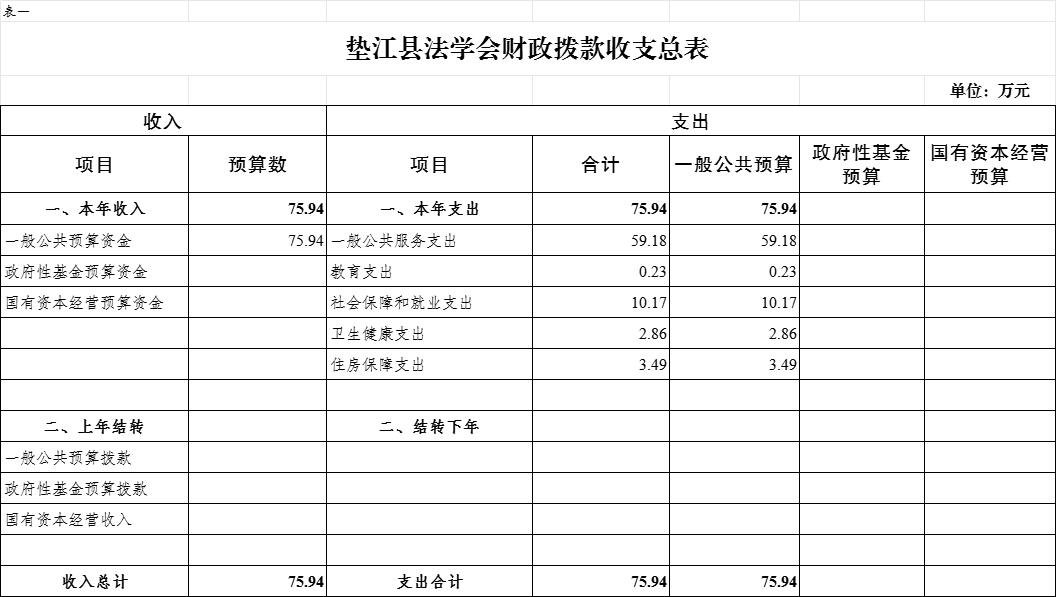 表一
垫江县法学会财政拨款收支总表
单位：万元
收入 支出
项目 预算数 项目 合计 一般公共预算 政府性基金预算 国有资本经营预算
一、本年收入 75.94 一、本年支出 75.94 75.94
一般公共预算资金 75.94 一般公共服务支出 59.18 59.18
政府性基金预算资金 教育支出 0.23 0.23
国有资本经营预算资金 社会保障和就业支出 10.17 10.17
卫生健康支出 2.86 2.86
住房保障支出 3.49 3.49
二、上年结转 二、结转下年
一般公共预算拨款
政府性基金预算拨款
国有资本经营收入
收入总计 75.94 支出合计 75.94 75.94